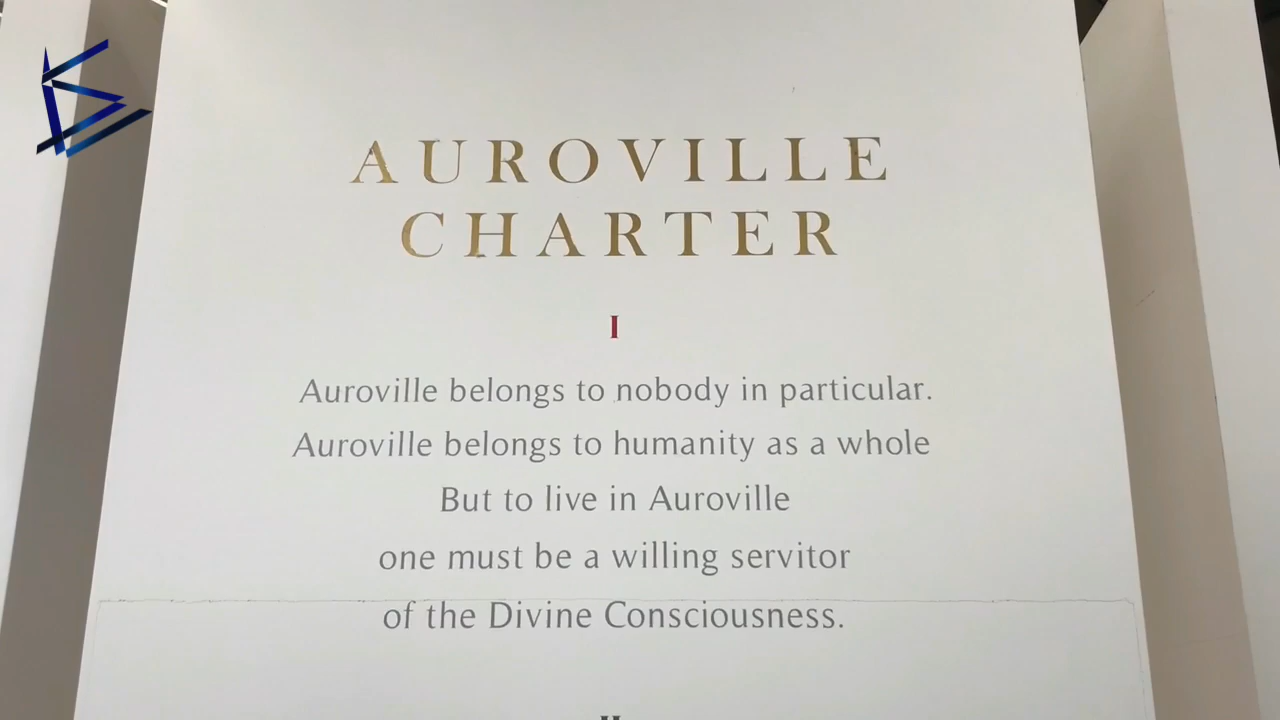 AUROVILLE
CHARTER
I
Auroville belongs to nobody in particular.
Auroville belongs to humanity as a whole
But to live in Auroville
one must be a willing servitor
of the Divine Consciousness.